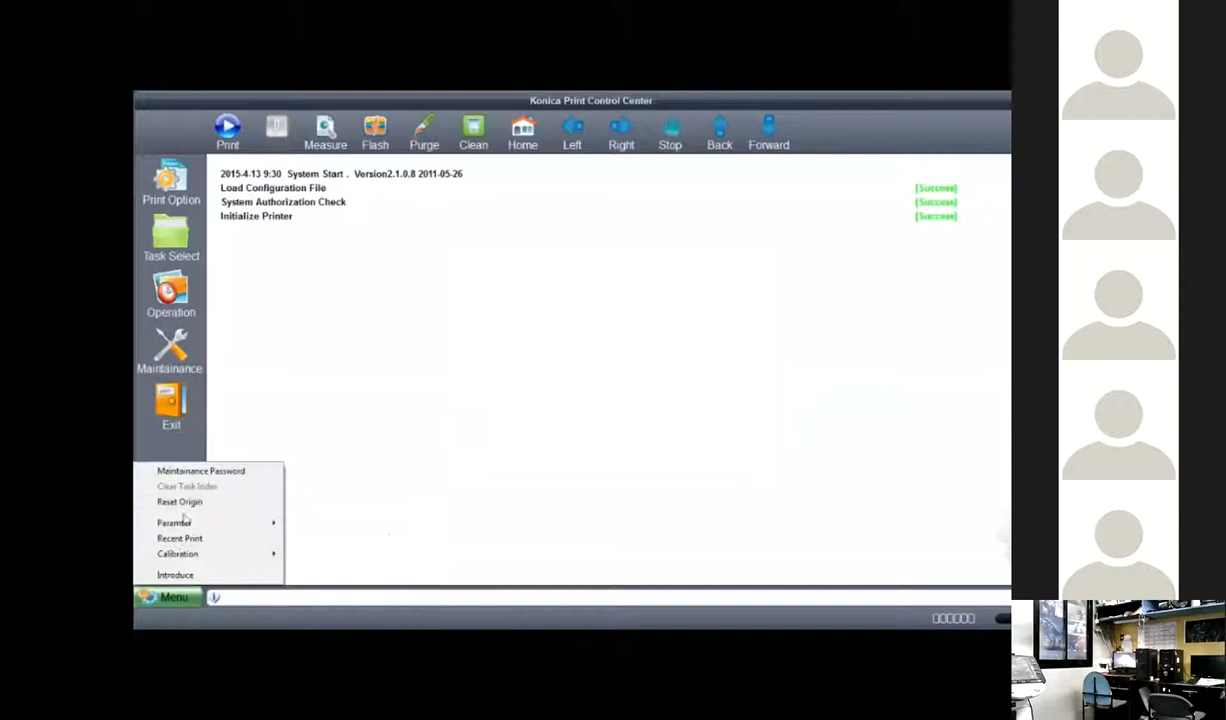 Konica Print Control Center
Print
Measure
Flash
Purge
Clean
Home
Left
Right
Stop
Back
Forward
Print Option
Task Select
Operation
Maintainance
Exit
2015-4-13 9:30 System Start . Version2.1.0.8 2011-05-26
Load Configuration File [Success]
System Authorization Check [Success]
Initialize Printer [Success]
Maintainance Password
Clear Task Index
Reset Origin
Paramter
Recent Print
Calibration
Introduce
Menu